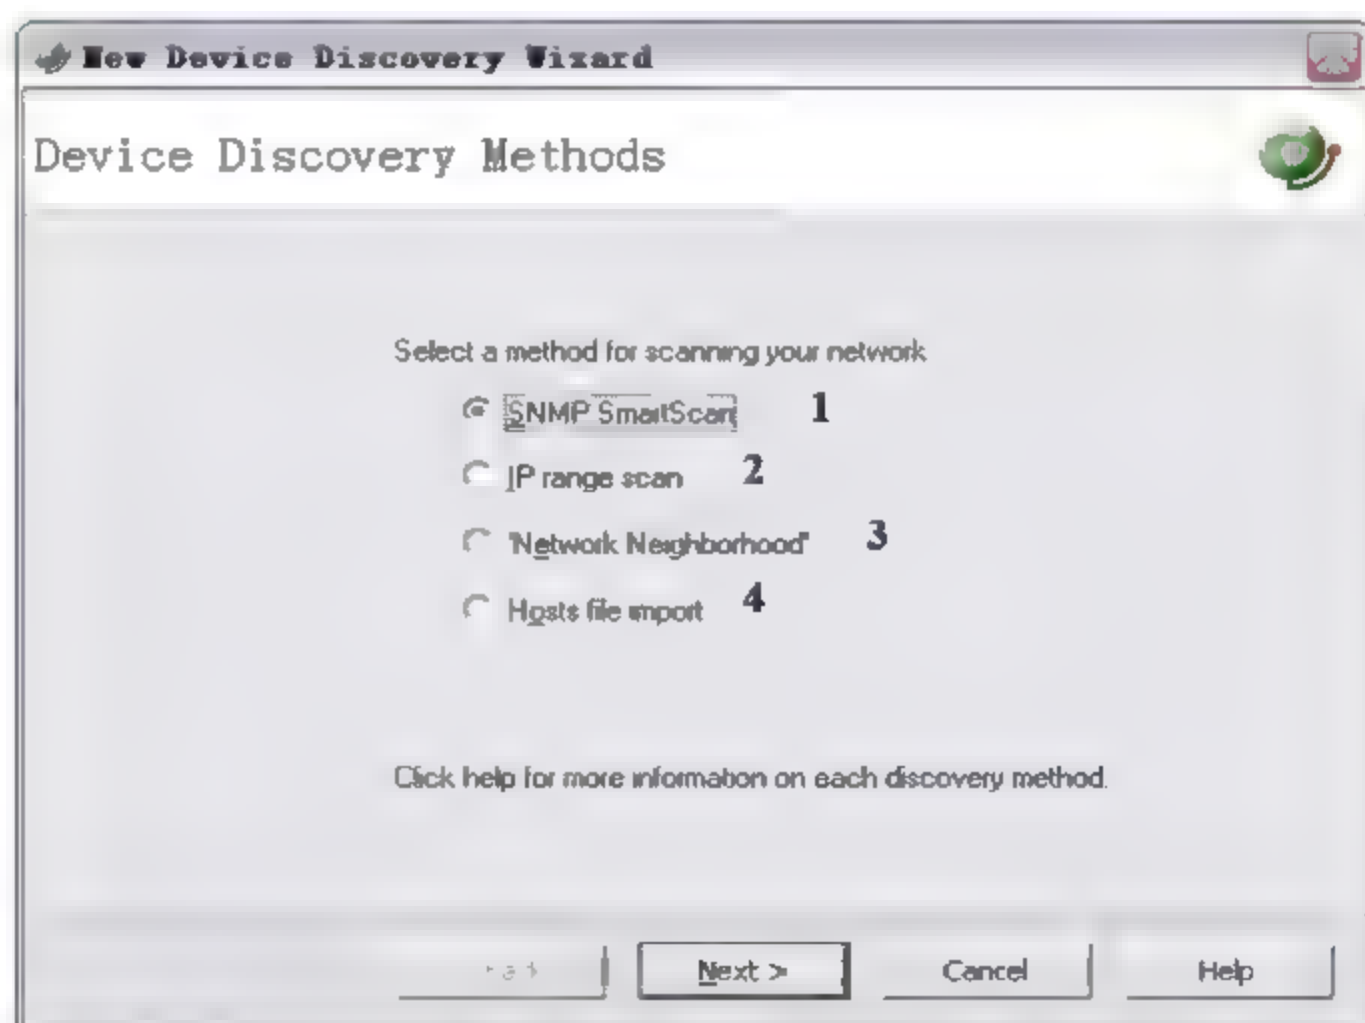 New Device Discovery Wizard
Device Discovery Methods
Select a method for scanning your network
SNMP SmartScan 1
IP range scan 2
"Network Neighborhood" 3
Hosts file import 4
Click help for more information on each discovery method.
Next > Cancel Help